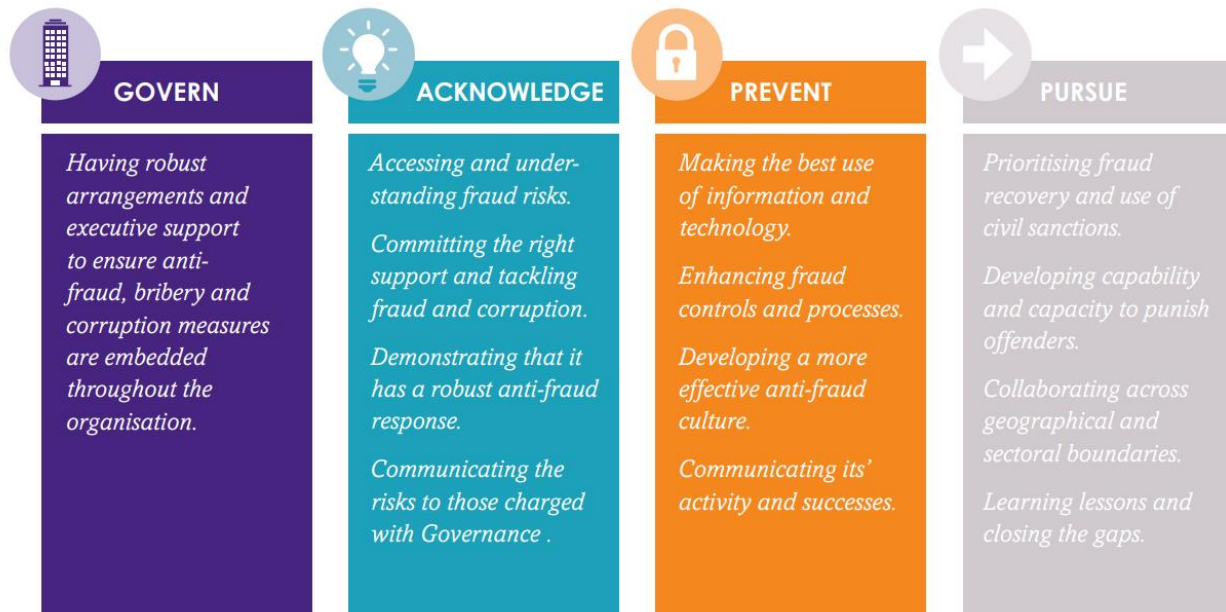 GOVERN
Having robust
arrangements and
executive support
to ensure anti-
fraud, bribery and
corruption measures
are embedded
throughout the
organisation.
ACKNOWLEDGE
Accessing and under-
standing fraud risks.
Committing the right
support and tackling
fraud and corruption.
Demonstrating that it
has a robust anti-fraud
response.
Communicating the
risks to those charged
with Governance .
PREVENT
Making the best use
of information and
technology.
Enhancing fraud
controls and processes.
Developing a more
effective anti-fraud
culture.
Communicating its’
activity and successes.
PURSUE
Prioritising fraud
recovery and use of
civil sanctions.
Developing capability
and capacity to punish
offenders.
Collaborating across
geographical and
sectoral boundaries.
Learning lessons and
closing the gaps.